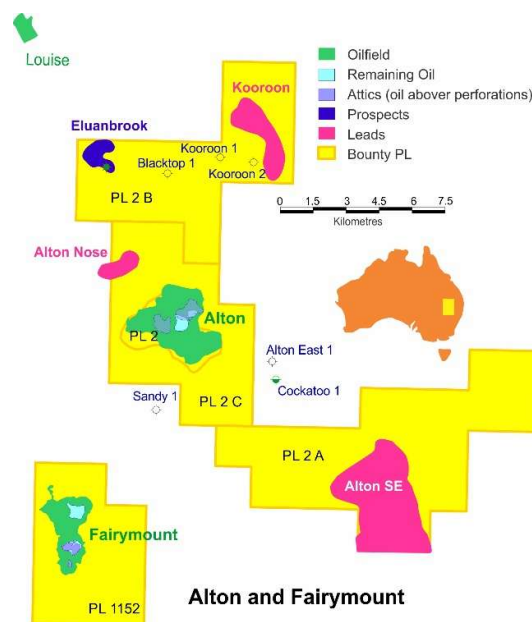 Louise
Oilfield
Remaining Oil
Attics (oil abover perforations)
Prospects
Leads
Bounty PL
Kooroon
Eluanbrook
Kooroon 1
Blacktop 1
Kooroon 2
PL 2 B
0 1.5 3 4.5 6 7.5
Kilometres
Alton Nose
Alton
PL 2
Alton East 1
Cockatoo 1
Sandy 1
PL 2 C
PL 2 A
Alton SE
Fairymount
PL 1152
Alton and Fairymount